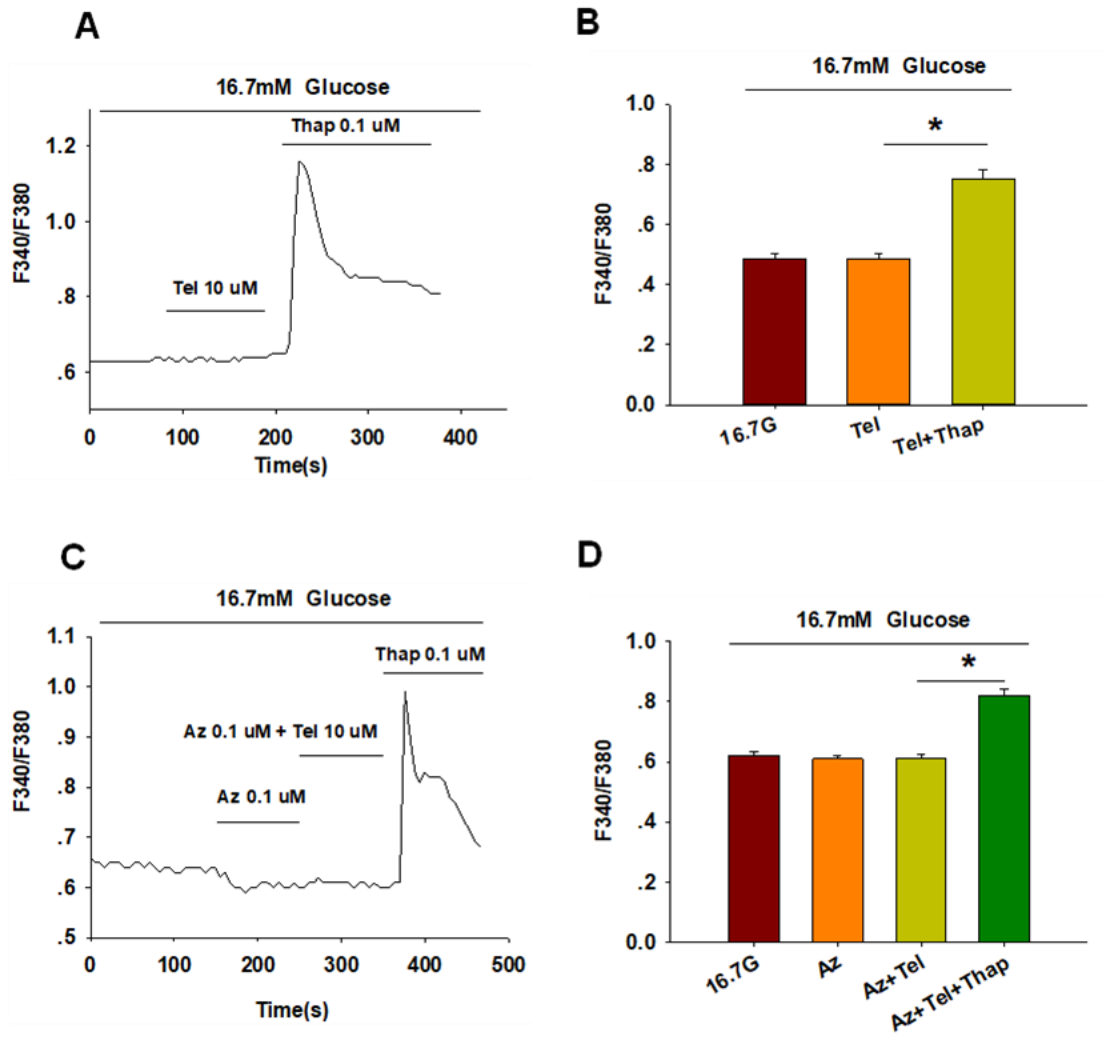 A
16.7mM Glucose
Thap 0.1 uM
Tel 10 uM
F340/F380
1.2
1.0
.8
.6
0 100 200 300 400
Time(s)
B
16.7mM Glucose
*
F340/F380
1.0
.8
.6
.4
.2
0.0
16.7G Tel Tel+Thap
C
16.7mM Glucose
Thap 0.1 uM
Az 0.1 uM + Tel 10 uM
Az 0.1 uM
F340/F380
1.1
1.0
.9
.8
.7
.6
.5
0 100 200 300 400 500
Time(s)
D
16.7mM Glucose
*
F340/F380
1.0
.8
.6
.4
.2
0.0
16.7G Az Az+Tel Az+Tel+Thap